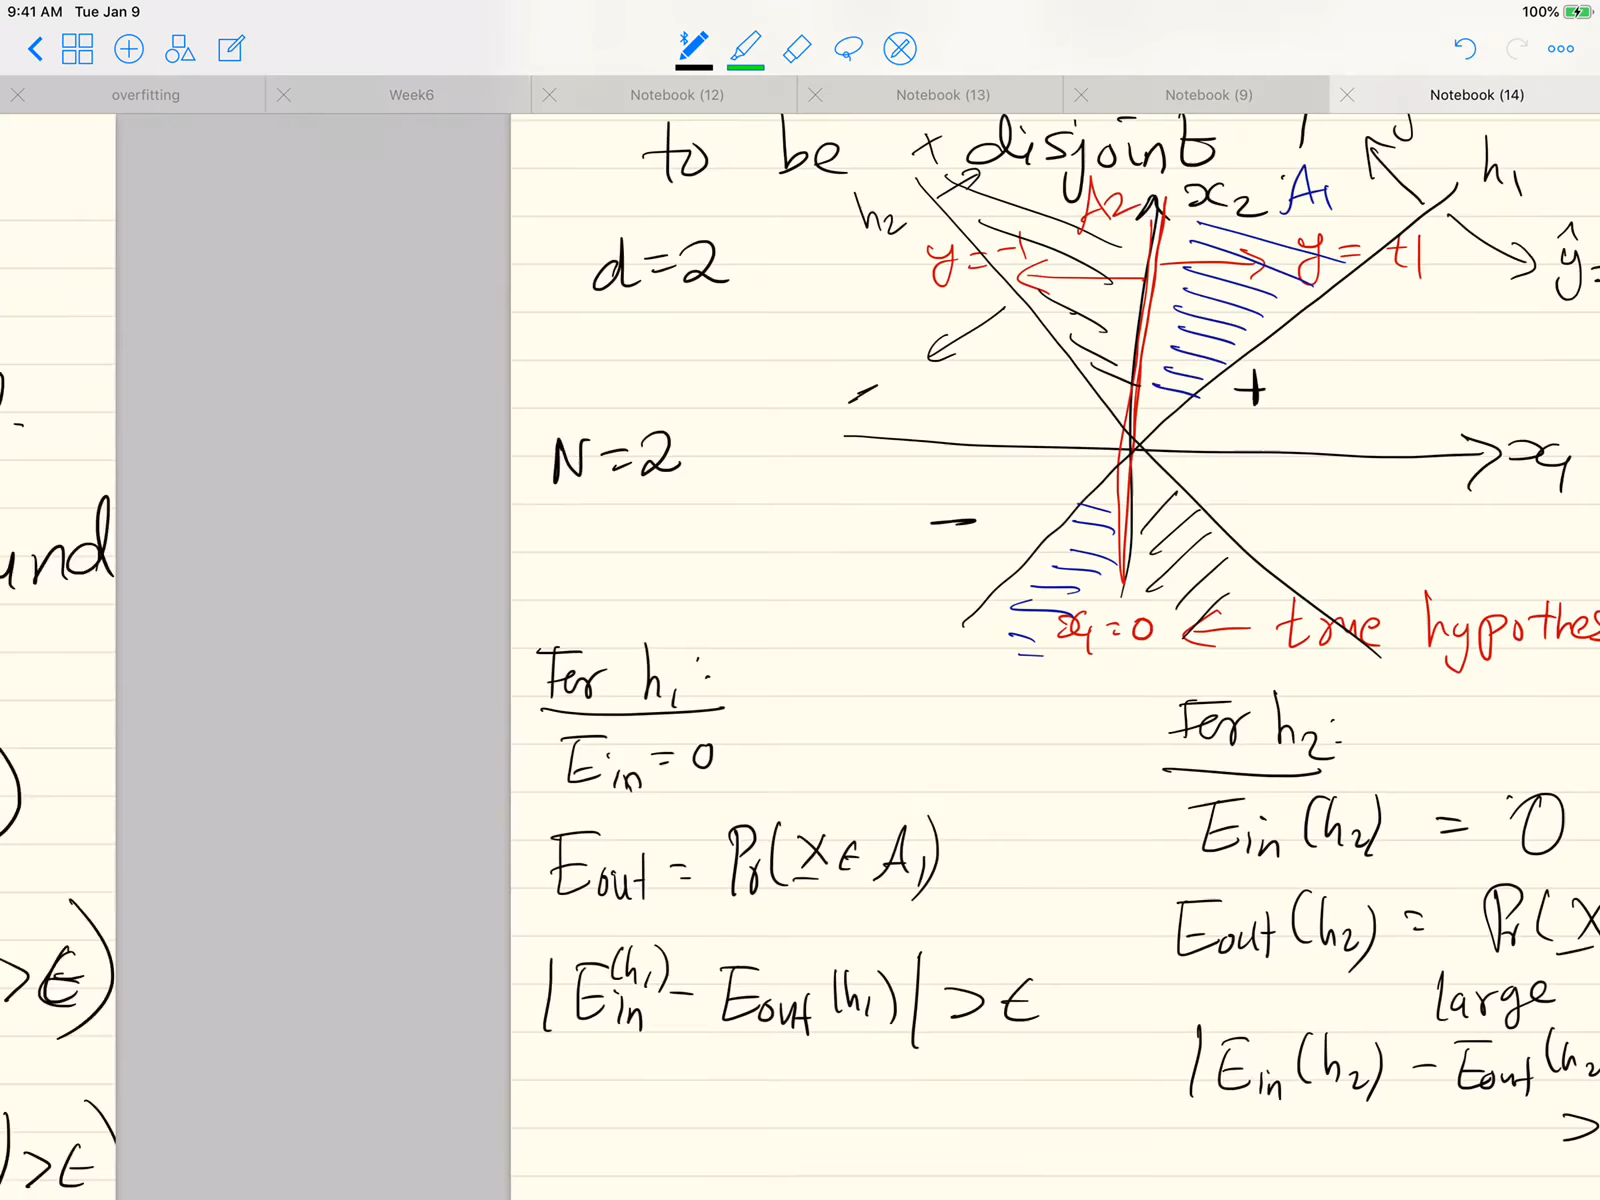 9:41 AM Tue Jan 9
100%
overfitting
Week6
Notebook (12)
Notebook (13)
Notebook (9)
Notebook (14)
to be disjoint !
h2
A2
x2
A1
h1
d=2
y=-1
y= +1
ŷ=
+
-
N=2
x1
-
und
x1=0 ← true hypothes
For h1:
Ein=0
For h2:
Ein(h2) = 0
Eout = Pr(X ∈ A1)
Eout(h2) = Pr(X
large
>ϵ)
|Ein(h1) - Eout(h1)| > ϵ
|Ein(h2) - Eout(h2
>
)>ϵ)